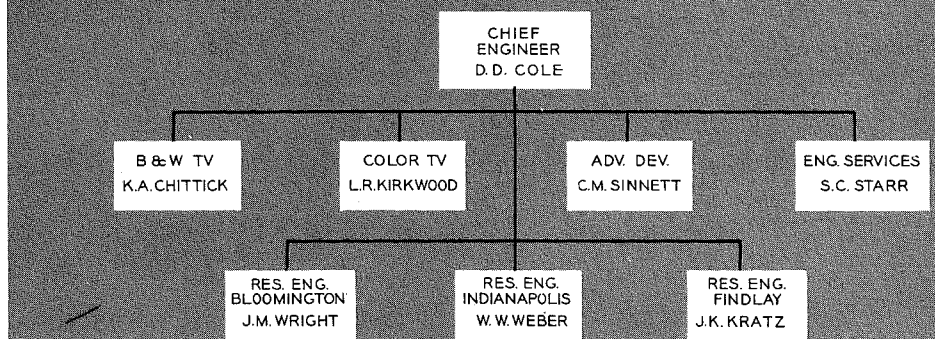 CHIEF
ENGINEER
D. D. COLE
B & W TV
K.A. CHITTICK
COLOR TV
L.R. KIRKWOOD
ADV. DEV.
C.M. SINNETT
ENG. SERVICES
S.C. STARR
RES. ENG.
BLOOMINGTON
J.M. WRIGHT
RES. ENG.
INDIANAPOLIS
W. W. WEBER
RES. ENG.
FINDLAY
J.K. KRATZ